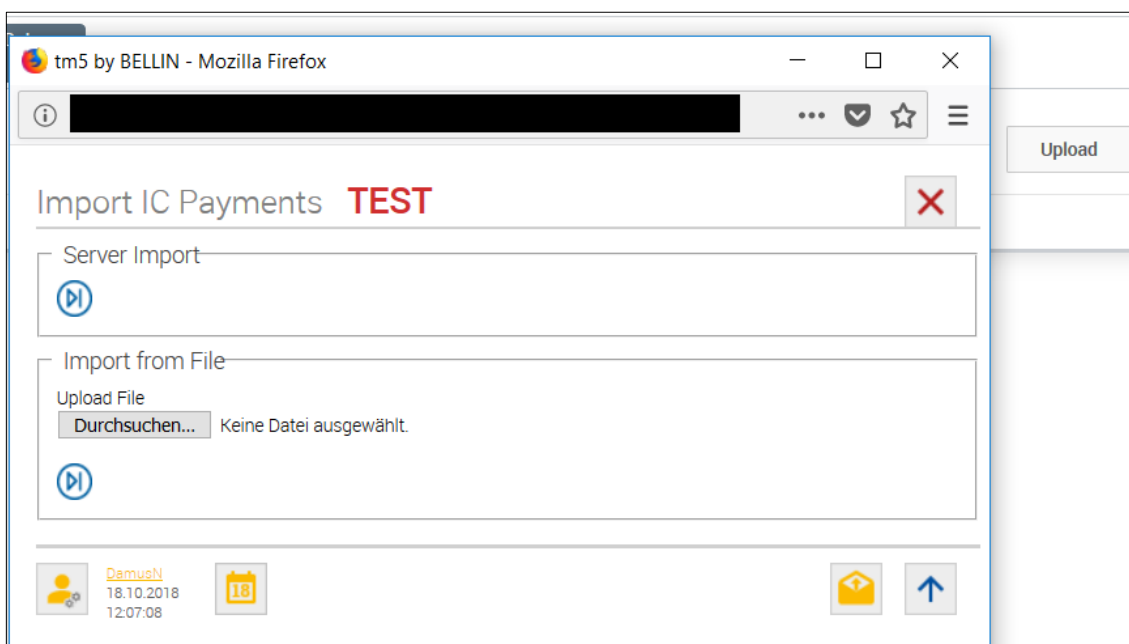 tm5 by BELLIN - Mozilla Firefox
Upload
Import IC Payments TEST
Server Import
Import from File
Upload File
Durchsuchen... Keine Datei ausgewählt.
DamusN
18.10.2018
12:07:08
18